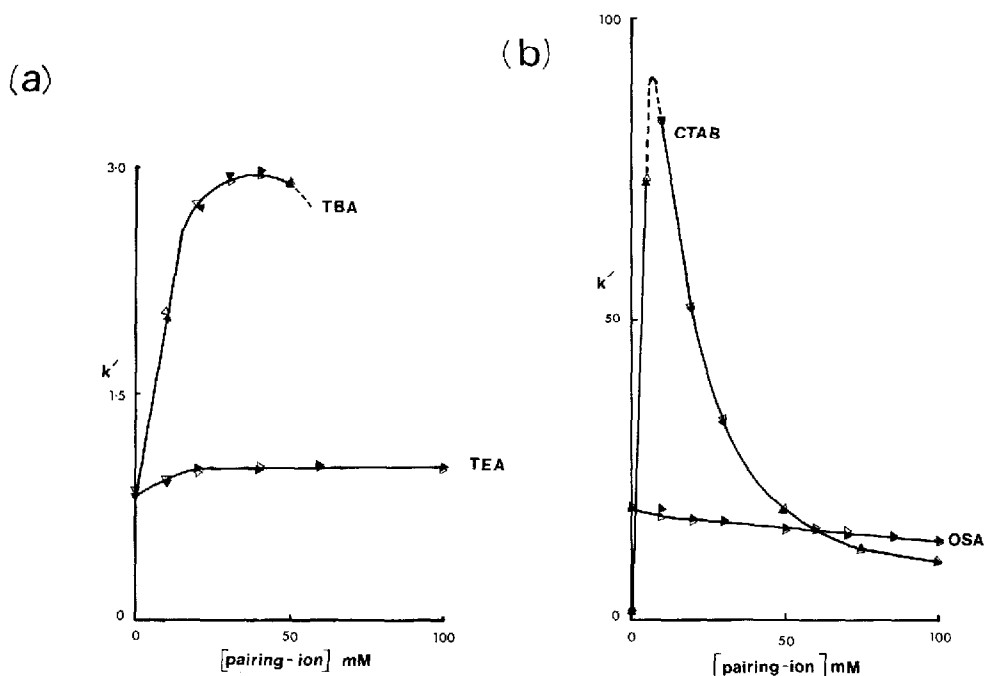 (a)
3·0
TBA
k′
1·5
TEA
0
0
50
100
[pairing-ion] mM
(b)
100
CTAB
k′
50
OSA
0
0
50
100
[pairing-ion] mM